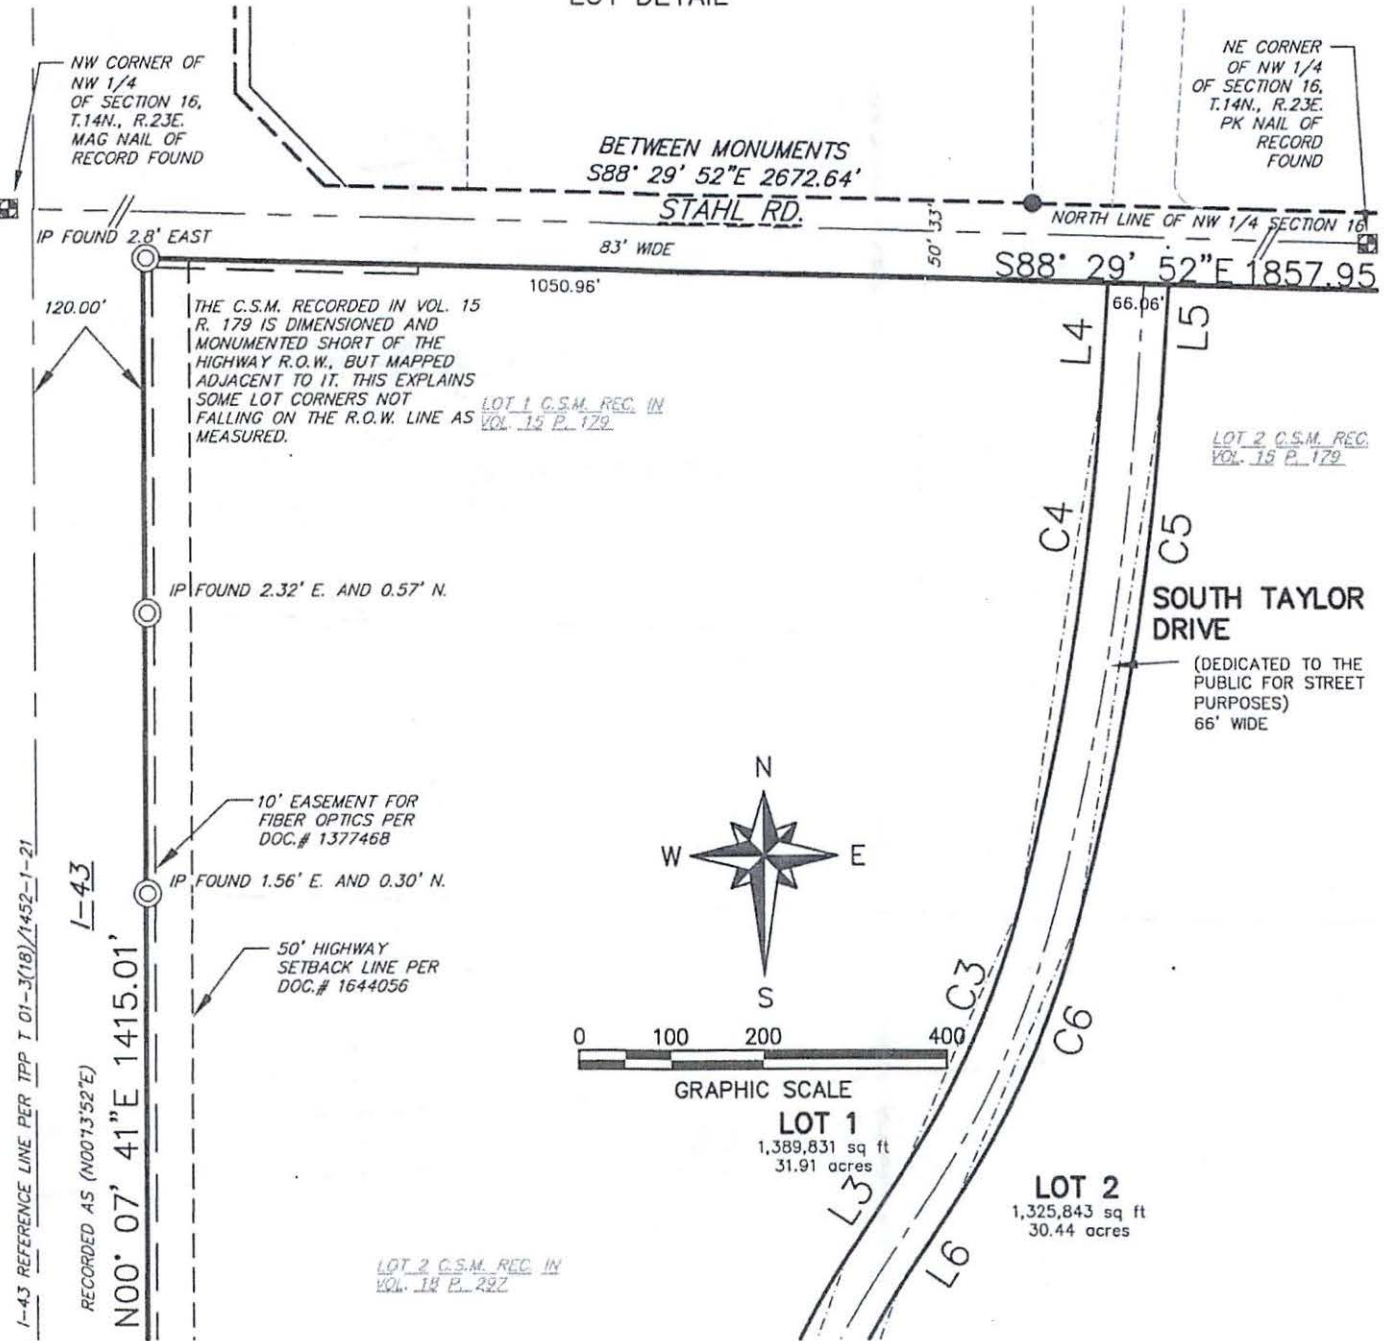 LOT DETAIL
NW CORNER OF
NW 1/4
OF SECTION 16,
T.14N., R.23E.
MAG NAIL OF
RECORD FOUND
NE CORNER
OF NW 1/4
OF SECTION 16,
T.14N., R.23E.
PK NAIL OF
RECORD
FOUND
BETWEEN MONUMENTS
S88° 29' 52"E 2672.64'
STAHL RD.
83' WIDE
50' 33'
NORTH LINE OF NW 1/4 SECTION 16
IP FOUND 2.8' EAST
S88° 29' 52"E 1857.95
1050.96'
66.06'
120.00'
THE C.S.M. RECORDED IN VOL. 15
R. 179 IS DIMENSIONED AND
MONUMENTED SHORT OF THE
HIGHWAY R.O.W., BUT MAPPED
ADJACENT TO IT. THIS EXPLAINS
SOME LOT CORNERS NOT
FALLING ON THE R.O.W. LINE AS
MEASURED.
LOT 1 C.S.M. REC. IN
VOL. 15 P. 179
L4
L5
LOT 2 C.S.M. REC.
VOL. 15 P. 179
C4
C5
IP FOUND 2.32' E. AND 0.57' N.
SOUTH TAYLOR
DRIVE
(DEDICATED TO THE
PUBLIC FOR STREET
PURPOSES)
66' WIDE
10' EASEMENT FOR
FIBER OPTICS PER
DOC.# 1377468
N
W
E
S
IP FOUND 1.56' E. AND 0.30' N.
I-43
50' HIGHWAY
SETBACK LINE PER
DOC.# 1644056
C3
C6
0 100 200 400
GRAPHIC SCALE
LOT 1
1,389,831 sq ft
31.91 acres
L3
LOT 2
1,325,843 sq ft
30.44 acres
L6
LOT 2 C.S.M. REC. IN
VOL. 18 P. 297
I-43 REFERENCE LINE PER TPP T 01-3(18)/1452-1-21
RECORDED AS (N00°13'52"E)
N00° 07' 41"E 1415.01'